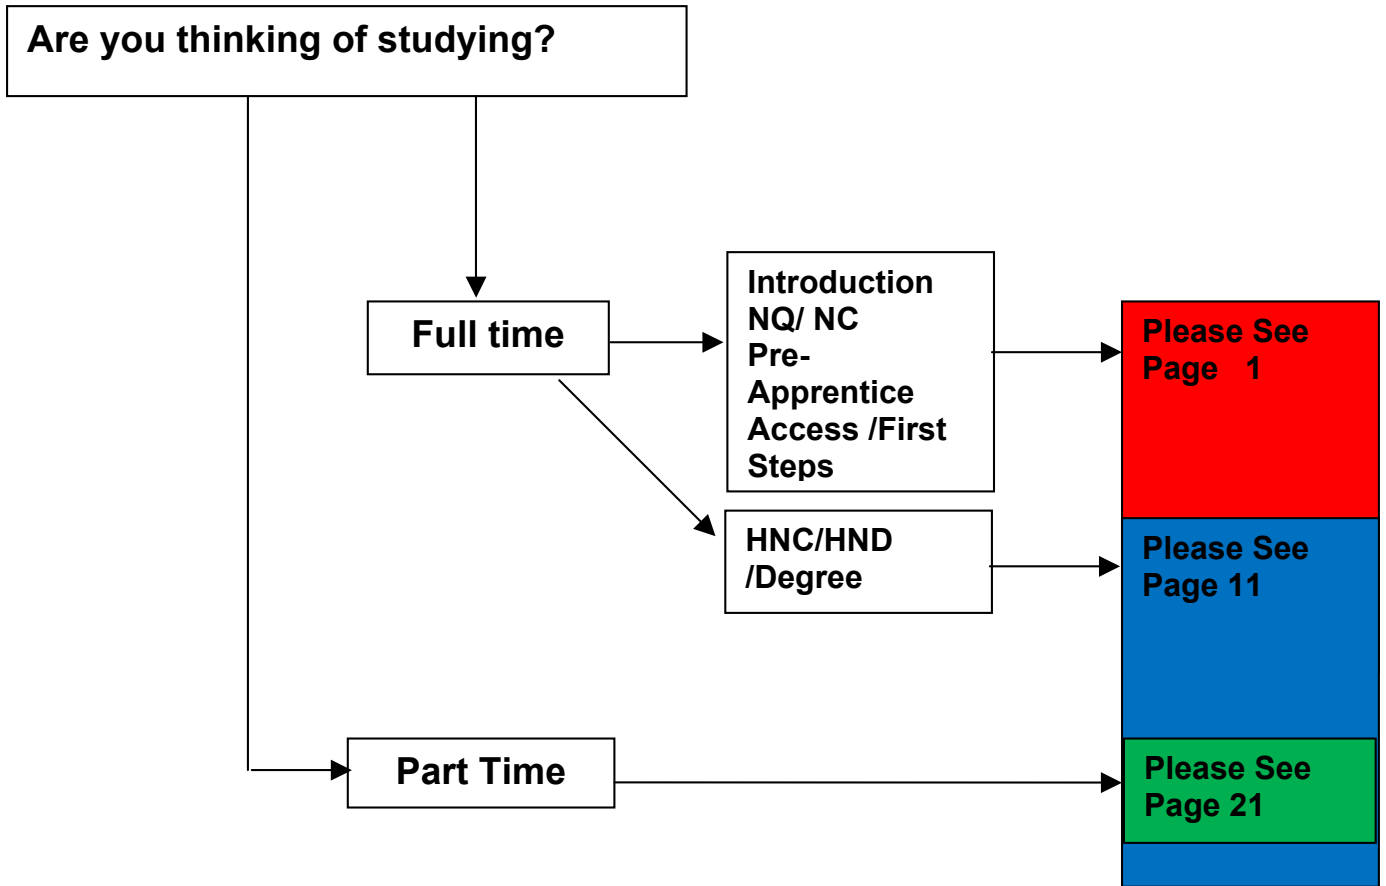 Are you thinking of studying?
Full time
Introduction
NQ/ NC
Pre-
Apprentice
Access /First
Steps
Please See
Page 1
HNC/HND
/Degree
Please See
Page 11
Part Time
Please See
Page 21